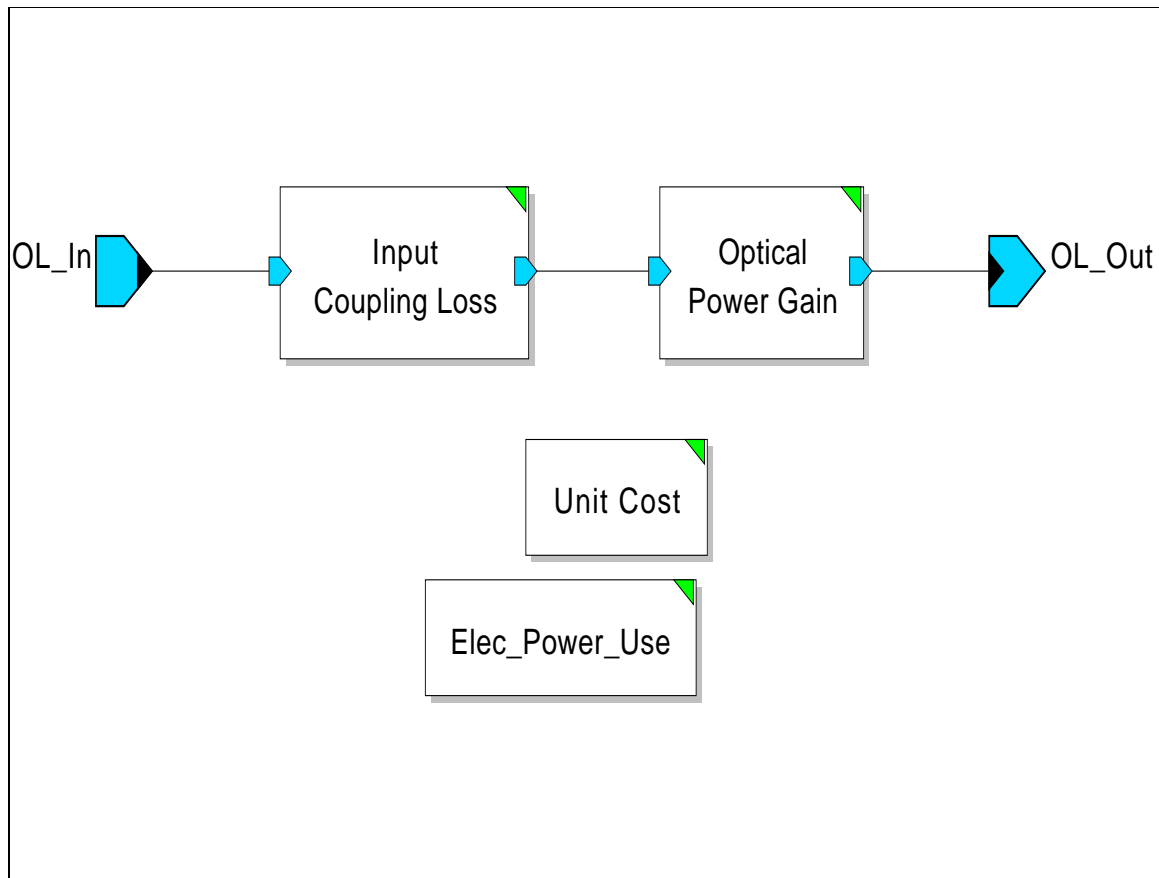 OL_In
Input
Coupling Loss
Optical
Power Gain
OL_Out
Unit Cost
Elec_Power_Use